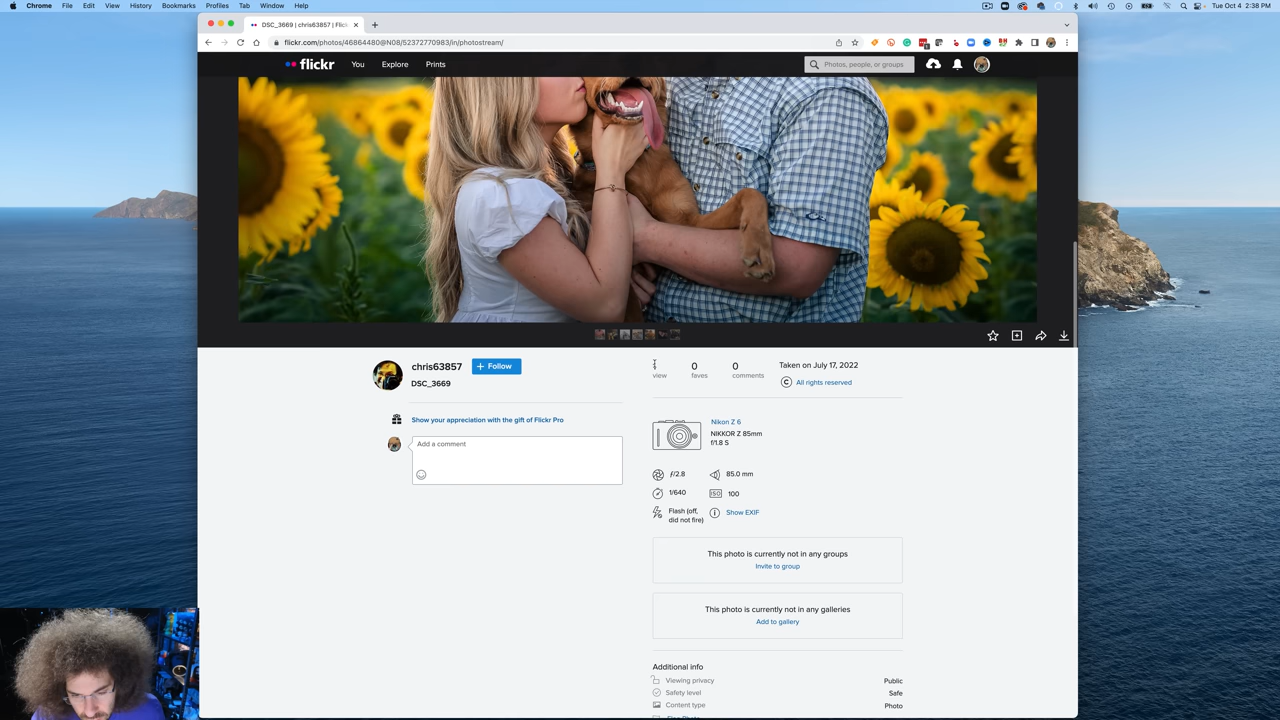 Chrome File Edit View History Bookmarks Profiles Tab Window Help
Tue Oct 4 2:38 PM
DSC_3669 | chris63857 | Flickr
flickr.com/photos/46864480@N08/52372770983/in/photostream/
flickr You Explore Prints
Photos, people, or groups
chris63857
+ Follow
DSC_3669
Show your appreciation with the gift of Flickr Pro
Add a comment
view
0
faves
0
comments
Taken on July 17, 2022
All rights reserved
Nikon Z 6
NIKKOR Z 85mm
f/1.8 S
ƒ/2.8
85.0 mm
1/640
ISO 100
Flash (off,
did not fire)
Show EXIF
This photo is currently not in any groups
Invite to group
This photo is currently not in any galleries
Add to gallery
Additional info
Viewing privacy Public
Safety level Safe
Content type Photo